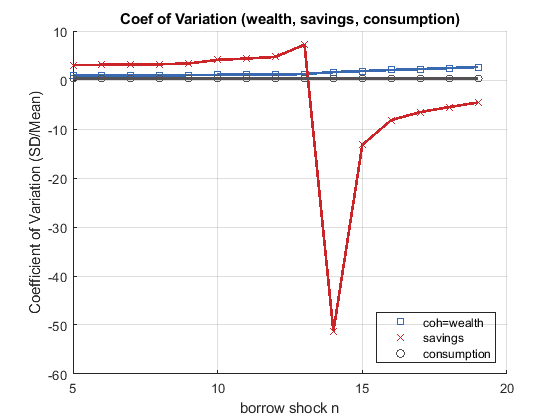 Coef of Variation (wealth, savings, consumption)
10
0
-10
-20
-30
-40
-50
-60
Coefficient of Variation (SD/Mean)
coh=wealth
savings
consumption
5
10
15
20
borrow shock n